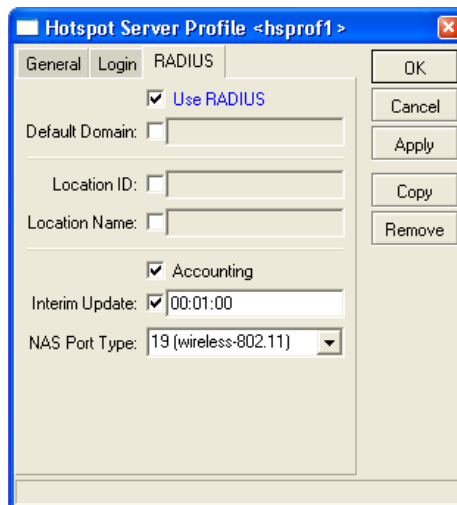 Hotspot Server Profile <hsprof1>
General Login RADIUS
OK
Use RADIUS
Cancel
Default Domain:
Apply
Location ID:
Copy
Location Name:
Remove
Accounting
Interim Update: 00:01:00
NAS Port Type: 19 (wireless-802.11)